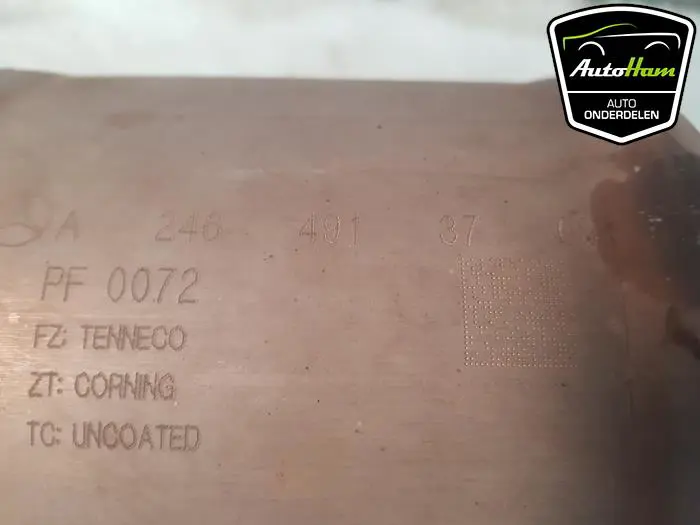 AutoHam
AUTO
ONDERDELEN
A 246 491 37
PF 0072
FZ: TENNECO
ZT: CORNING
TC: UNCOATED